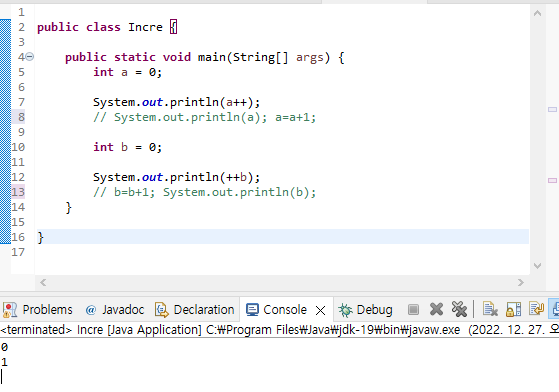 1
2 public class Incre {
3
4 public static void main(String[] args) {
5 int a = 0;
6
7 System.out.println(a++);
8 // System.out.println(a); a=a+1;
9
10 int b = 0;
11
12 System.out.println(++b);
13 // b=b+1; System.out.println(b);
14 }
15
16 }
17
Problems @ Javadoc Declaration Console Debug
<terminated> Incre [Java Application] C:₩Program Files₩Java₩jdk-19₩bin₩javaw.exe (2022. 12. 27. 오
0
1